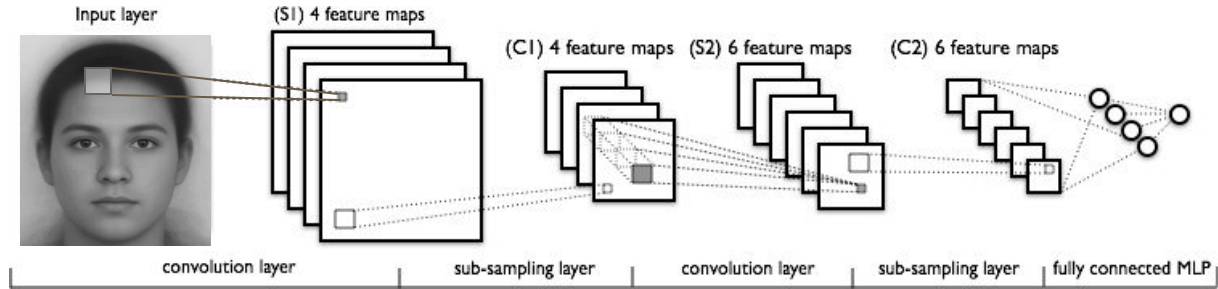 Input layer
(S1) 4 feature maps
(C1) 4 feature maps
(S2) 6 feature maps
(C2) 6 feature maps
convolution layer
sub-sampling layer
convolution layer
sub-sampling layer
fully connected MLP